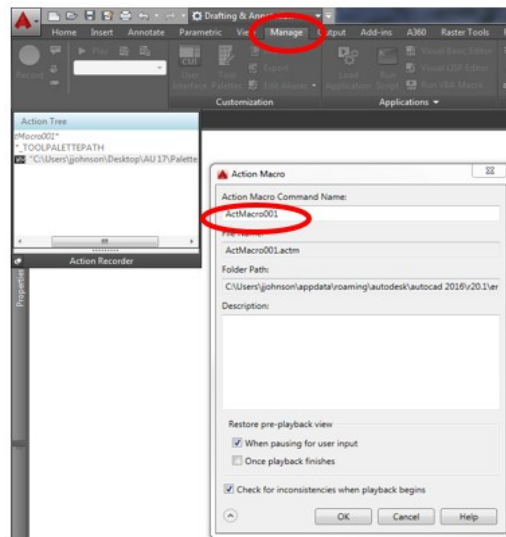 Drafting & Annotation
Home Insert Annotate Parametric View Manage Output Add-ins A360 Raster Tools
Record
Play
CUI
User Interface
Tool Palettes
Export
Edit Aliases
Load Application
Run Script
Visual Basic Editor
Visual LISP Editor
Run VBA Macro
Customization
Applications
Action Tree
tMacro001*
*_TOOLPALETTEPATH
"C:\Users\jjohnson\Desktop\AU 17\Palette
Action Recorder
Properties
Action Macro
Action Macro Command Name:
ActMacro001
File Name:
ActMacro001.actm
Folder Path:
C:\Users\jjohnson\appdata\roaming\autodesk\autocad 2016\r20.1\er
Description:
Restore pre-playback view
When pausing for user input
Once playback finishes
Check for inconsistencies when playback begins
OK Cancel Help